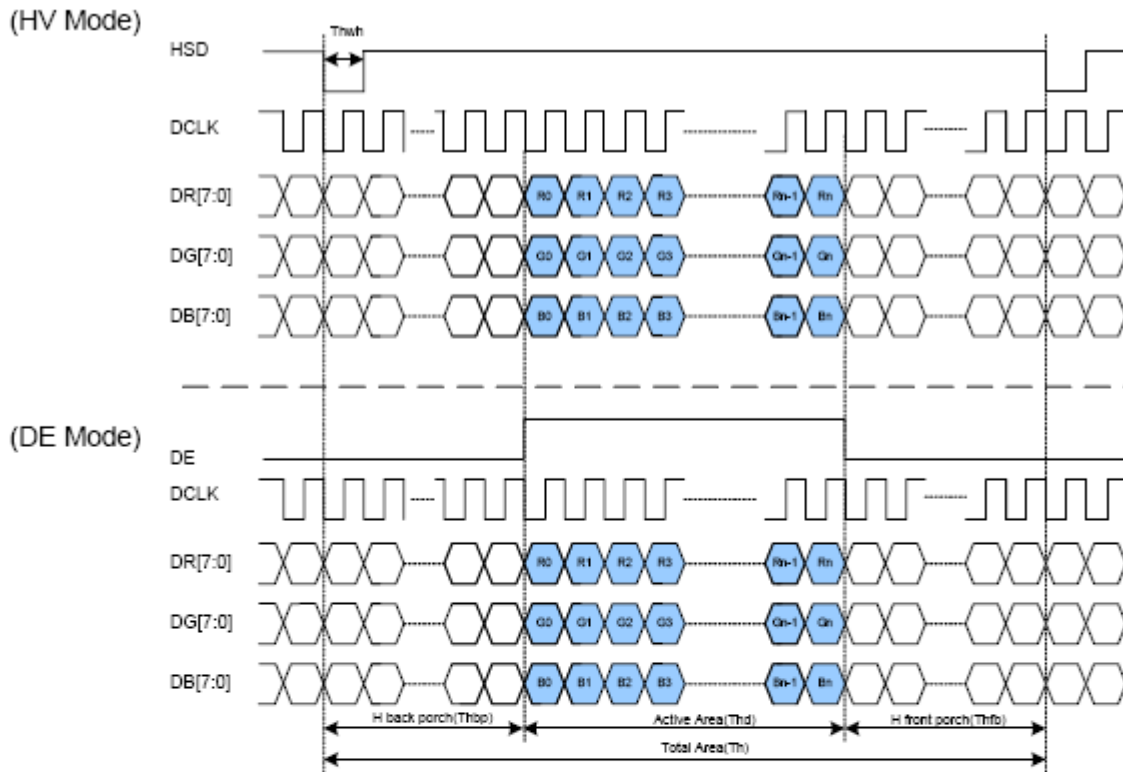 (HV Mode)
Thwh
HSD
DCLK
DR[7:0] R0 R1 R2 R3 Rn-1 Rn
DG[7:0] G0 G1 G2 G3 Gn-1 Gn
DB[7:0] B0 B1 B2 B3 Bn-1 Bn
(DE Mode)
DE
DCLK
DR[7:0] R0 R1 R2 R3 Rn-1 Rn
DG[7:0] G0 G1 G2 G3 Gn-1 Gn
DB[7:0] B0 B1 B2 B3 Bn-1 Bn
H back porch(Thbp) Active Area(Thd) H front porch(Thfb)
Total Area(Th)